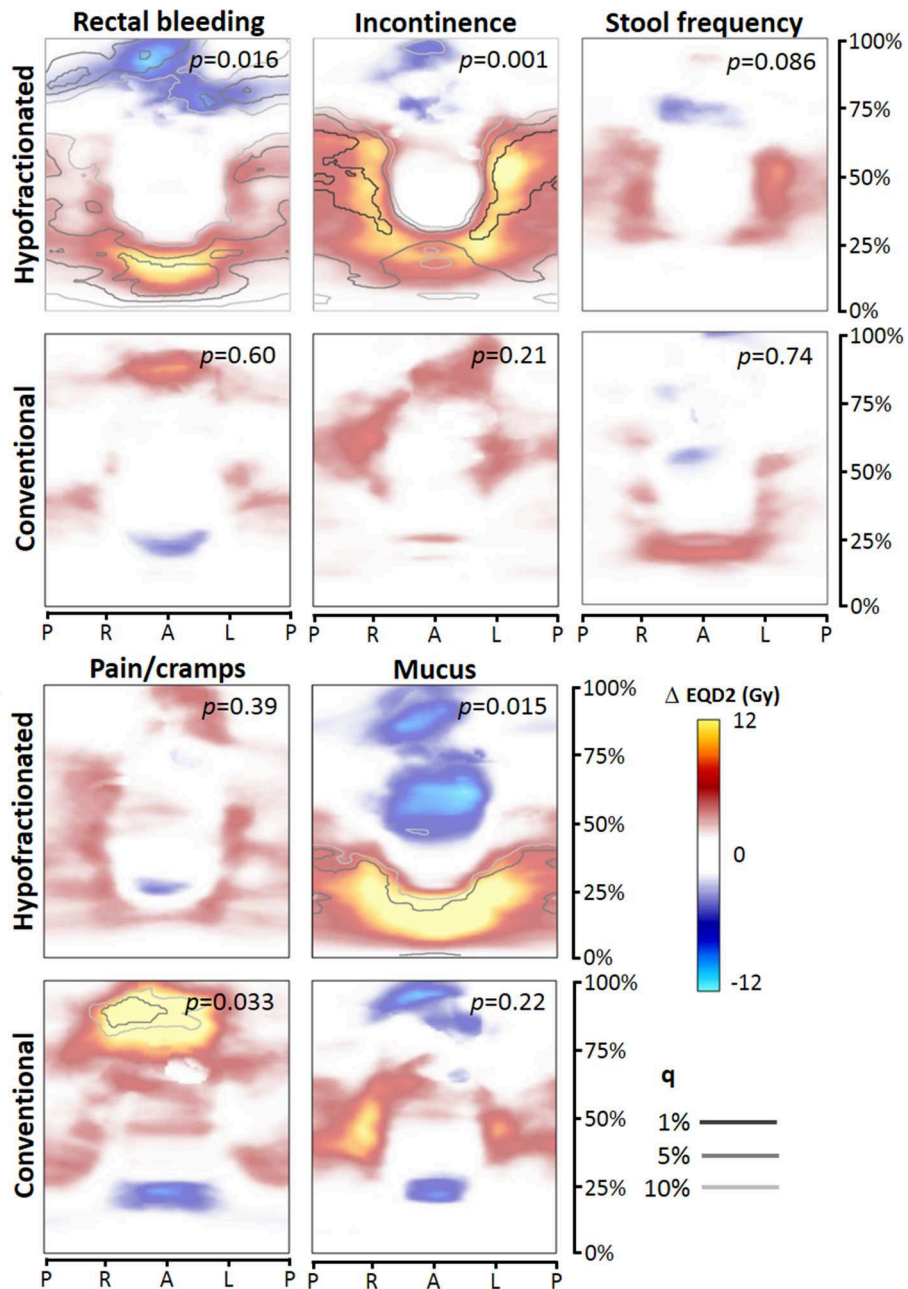 Rectal bleeding Incontinence Stool frequency
Hypofractionated
p=0.016
p=0.001
p=0.086
100%
75%
50%
25%
0%
Conventional
p=0.60
p=0.21
p=0.74
100%
75%
50%
25%
0%
P R A L P
P R A L P
P R A L P
Pain/cramps Mucus
Hypofractionated
p=0.39
p=0.015
100%
75%
50%
25%
0%
Δ EQD2 (Gy)
12
0
-12
Conventional
p=0.033
p=0.22
100%
75%
50%
25%
0%
q
1%
5%
10%
P R A L P
P R A L P